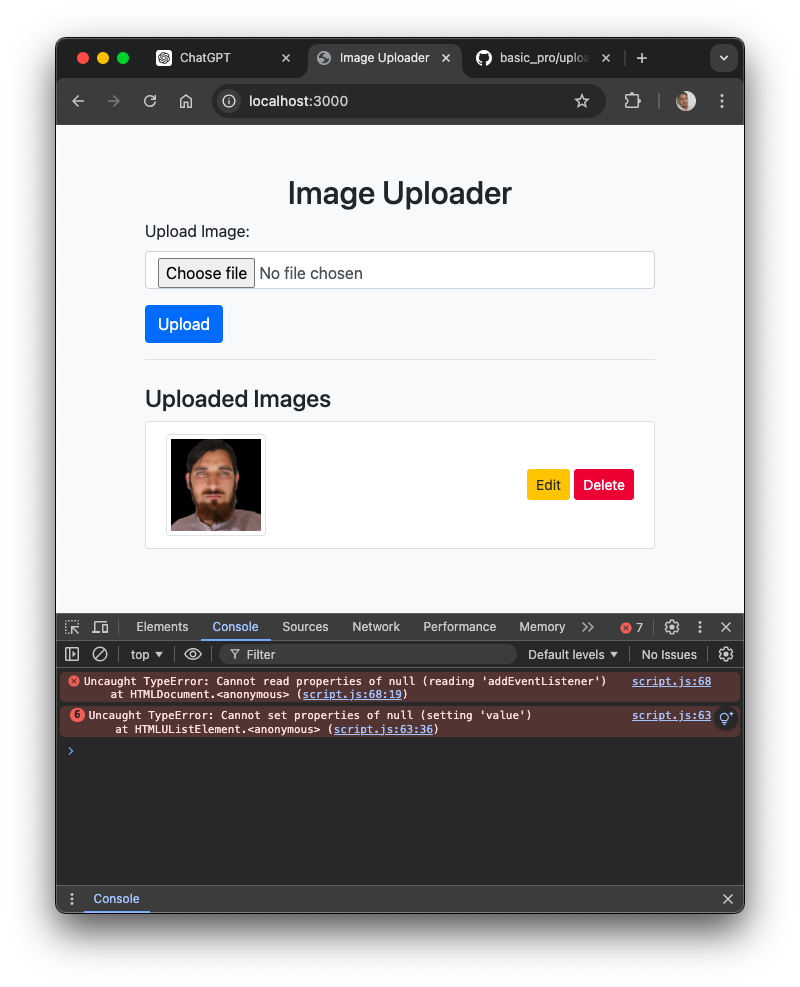 ChatGPT
Image Uploader
basic_pro/uploa
localhost:3000
Image Uploader
Upload Image:
Choose file No file chosen
Upload
Uploaded Images
Edit Delete
Elements Console Sources Network Performance Memory 7
top Filter Default levels No Issues
Uncaught TypeError: Cannot read properties of null (reading 'addEventListener') script.js:68
at HTMLDocument.<anonymous> (script.js:68:19)
6 Uncaught TypeError: Cannot set properties of null (setting 'value') script.js:63
at HTMLUListElement.<anonymous> (script.js:63:36)
Console